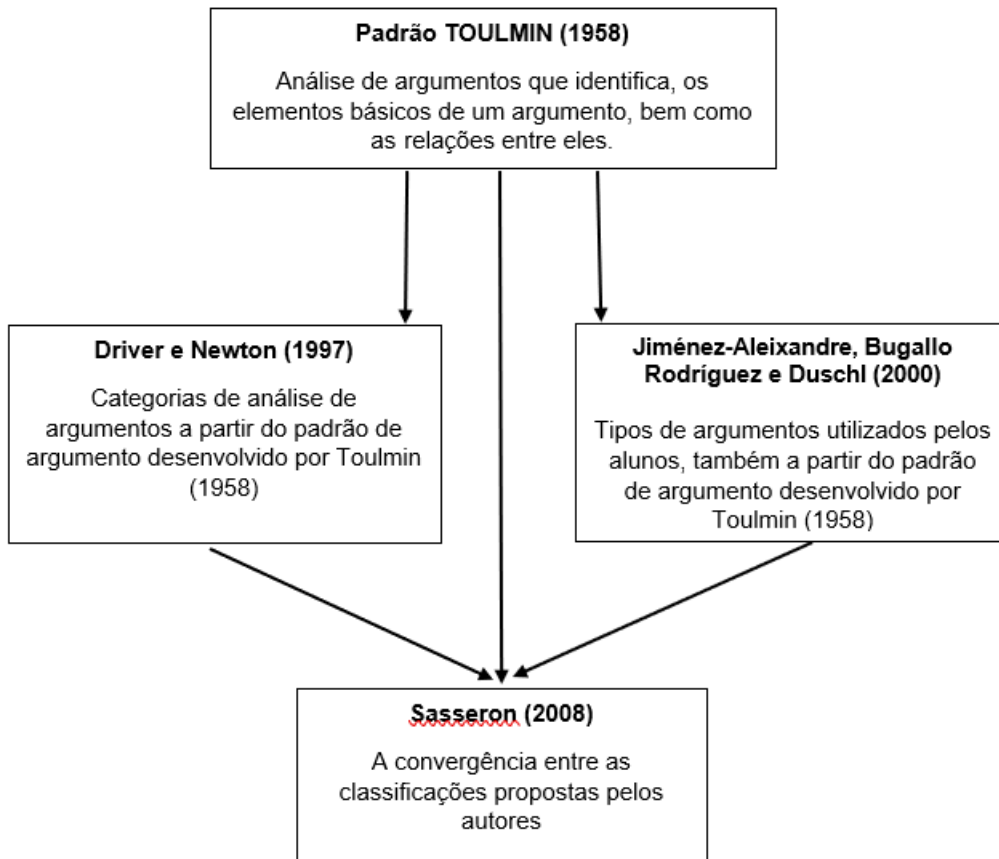 Padrão TOULMIN (1958)
Análise de argumentos que identifica, os
elementos básicos de um argumento, bem como
as relações entre eles.
Driver e Newton (1997)
Categorias de análise de
argumentos a partir do padrão de
argumento desenvolvido por Toulmin
(1958)
Jiménez-Aleixandre, Bugallo
Rodríguez e Duschl (2000)
Tipos de argumentos utilizados pelos
alunos, também a partir do padrão
de argumento desenvolvido por
Toulmin (1958)
Sasseron (2008)
A convergência entre as
classificações propostas pelos
autores